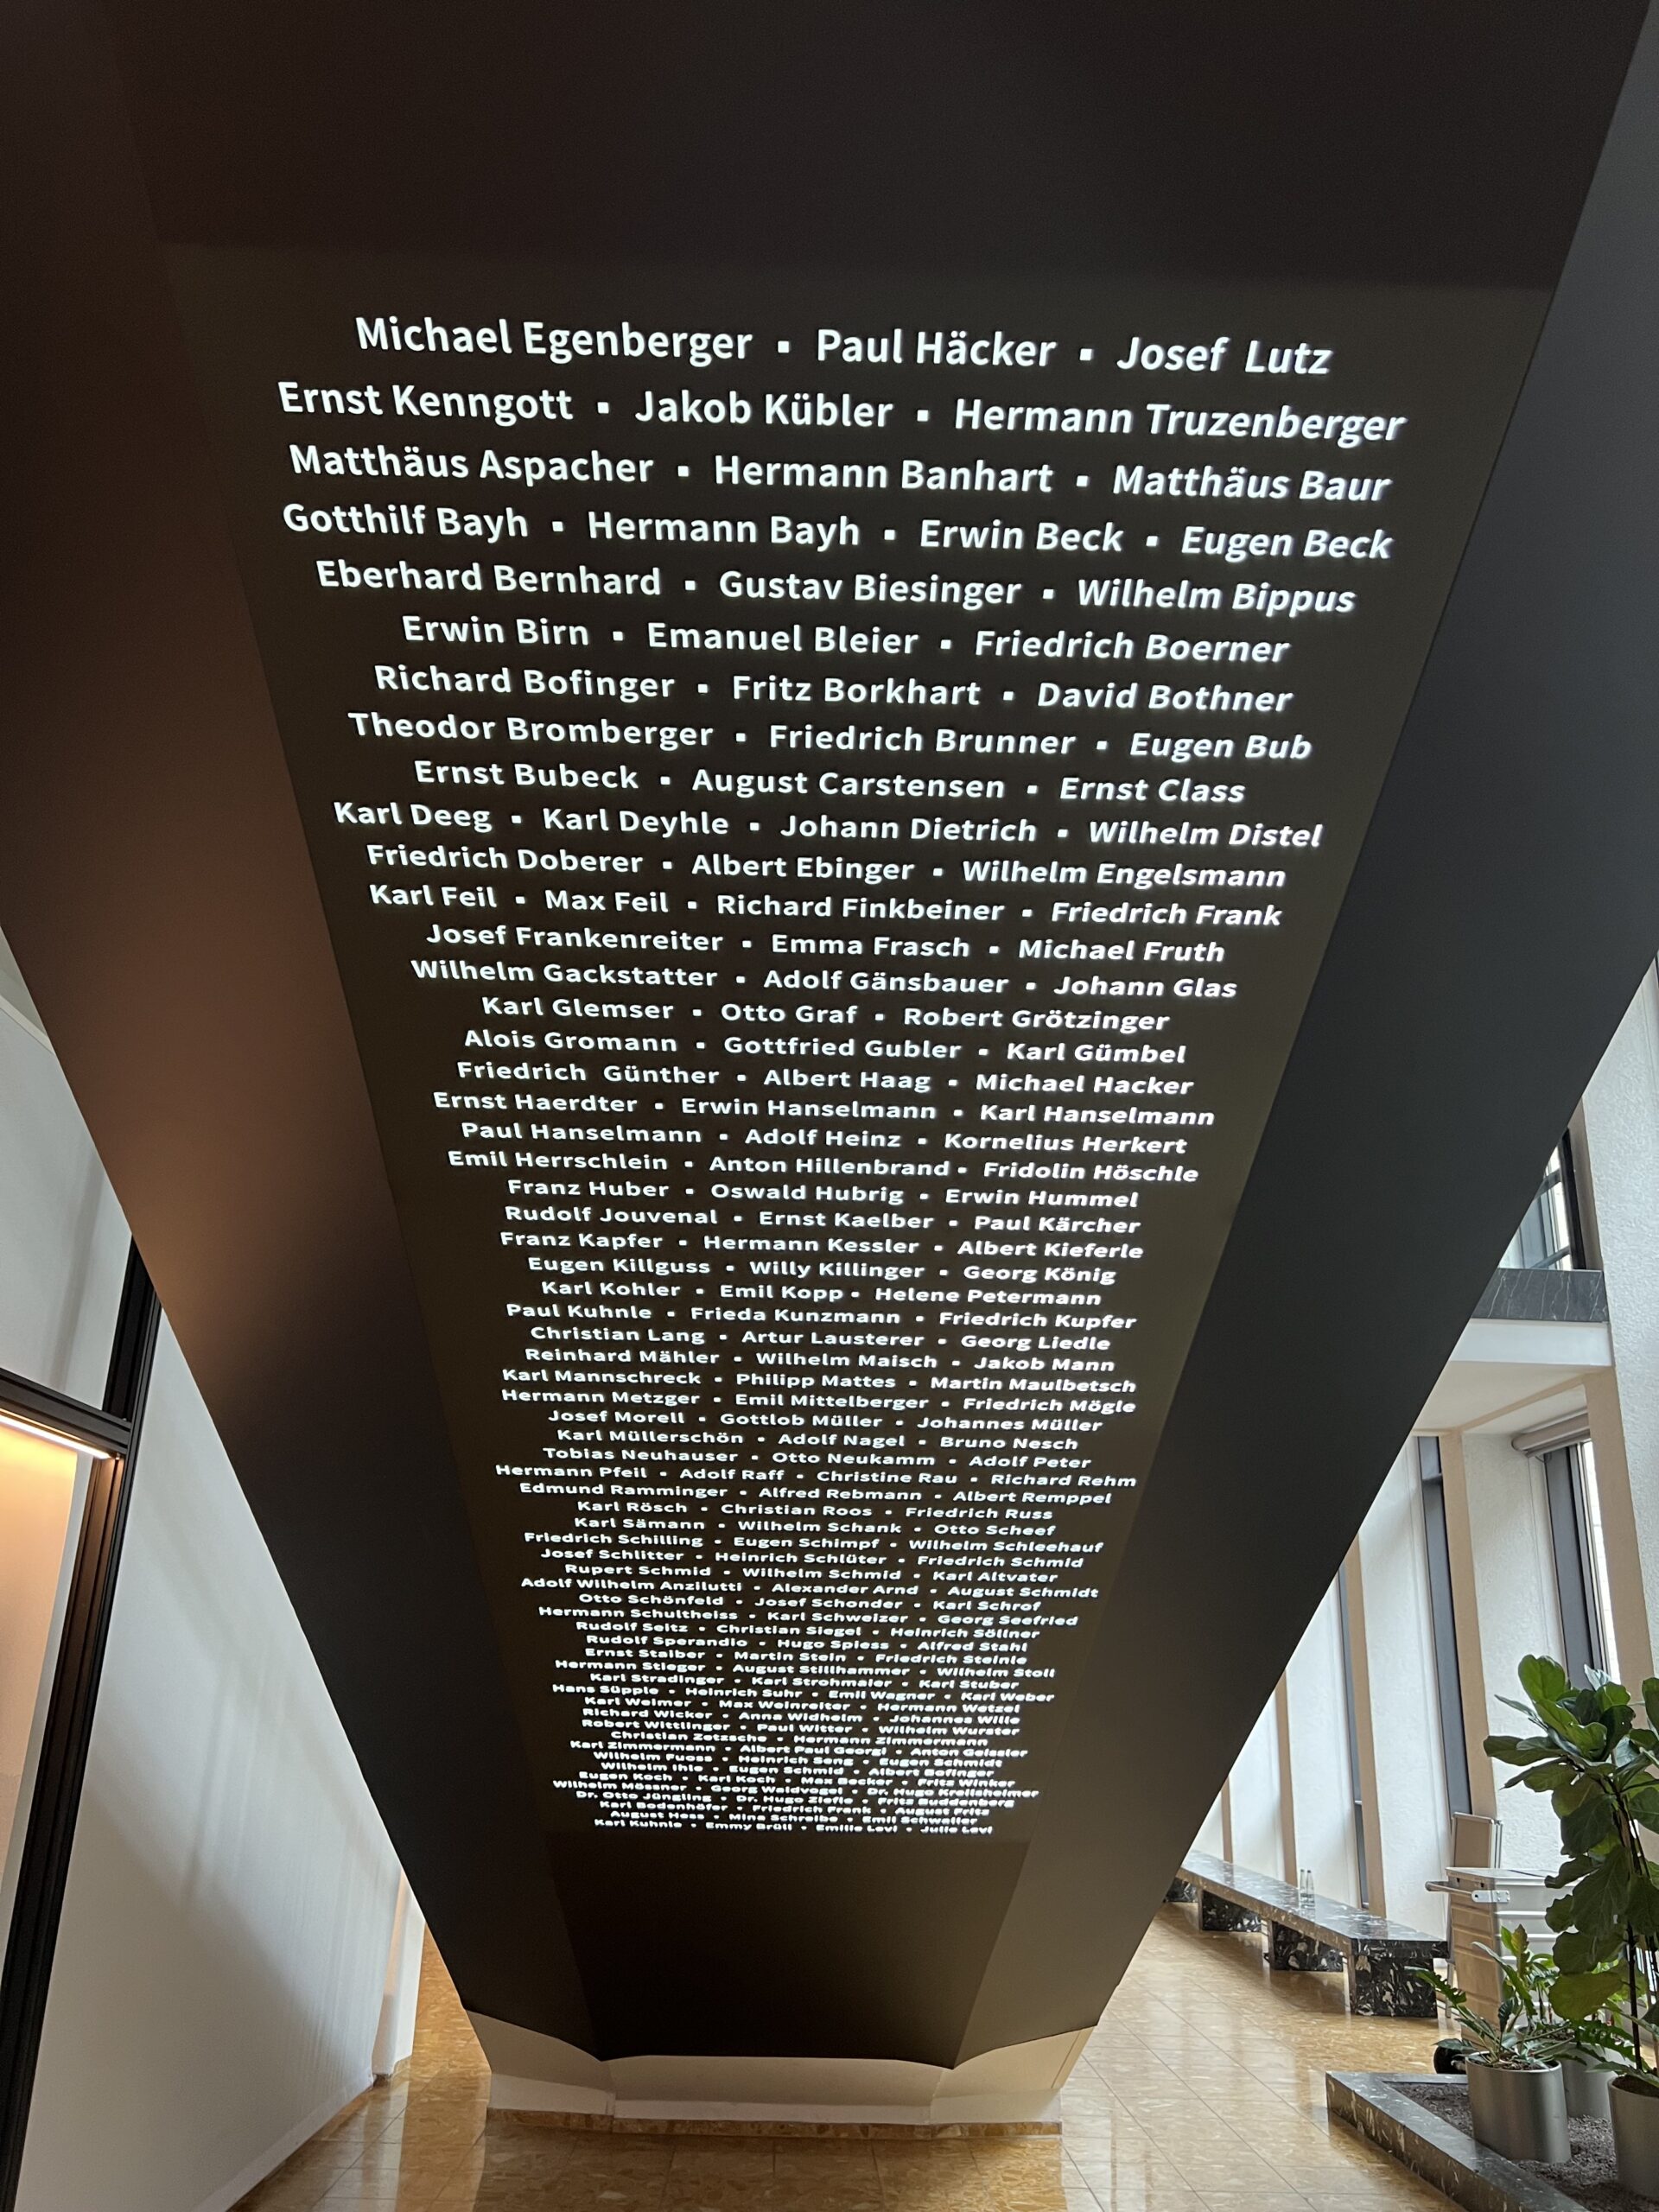 Michael Egenberger ▪ Paul Häcker ▪ Josef Lutz
Ernst Kenngott ▪ Jakob Kübler ▪ Hermann Truzenberger
Matthäus Aspacher ▪ Hermann Banhart ▪ Matthäus Baur
Gotthilf Bayh ▪ Hermann Bayh ▪ Erwin Beck ▪ Eugen Beck
Eberhard Bernhard ▪ Gustav Biesinger ▪ Wilhelm Bippus
Erwin Birn ▪ Emanuel Bleier ▪ Friedrich Boerner
Richard Bofinger ▪ Fritz Borkhart ▪ David Bothner
Theodor Bromberger ▪ Friedrich Brunner ▪ Eugen Bub
Ernst Bubeck ▪ August Carstensen ▪ Ernst Class
Karl Deeg ▪ Karl Deyhle ▪ Johann Dietrich ▪ Wilhelm Distel
Friedrich Doberer ▪ Albert Ebinger ▪ Wilhelm Engelsmann
Karl Feil ▪ Max Feil ▪ Richard Finkbeiner ▪ Friedrich Frank
Josef Frankenreiter ▪ Emma Frasch ▪ Michael Fruth
Wilhelm Gackstatter ▪ Adolf Gänsbauer ▪ Johann Glas
Karl Glemser ▪ Otto Graf ▪ Robert Grötzinger
Alois Gromann ▪ Gottfried Gubler ▪ Karl Gümbel
Friedrich Günther ▪ Albert Haag ▪ Michael Hacker
Ernst Haerdter ▪ Erwin Hanselmann ▪ Karl Hanselmann
Paul Hanselmann ▪ Adolf Heinz ▪ Kornelius Herkert
Emil Herrschlein ▪ Anton Hillenbrand ▪ Fridolin Höschle
Franz Huber ▪ Oswald Hubrig ▪ Erwin Hummel
Rudolf Jouvenal ▪ Ernst Kaelber ▪ Paul Kärcher
Franz Kapfer ▪ Hermann Kessler ▪ Albert Kieferle
Eugen Killguss ▪ Willy Killinger ▪ Georg König
Karl Kohler ▪ Emil Kopp ▪ Helene Petermann
Paul Kuhnle ▪ Frieda Kunzmann ▪ Friedrich Kupfer
Christian Lang ▪ Artur Lausterer ▪ Georg Liedle
Reinhard Mähler ▪ Wilhelm Maisch ▪ Jakob Mann
Karl Mannschreck ▪ Philipp Mattes ▪ Martin Maulbetsch
Hermann Metzger ▪ Emil Mittelberger ▪ Friedrich Mögle
Josef Morell ▪ Gottlob Müller ▪ Johannes Müller
Karl Müllerschön ▪ Adolf Nagel ▪ Bruno Nesch
Tobias Neuhauser ▪ Otto Neukamm ▪ Adolf Peter
Hermann Pfeil ▪ Adolf Raff ▪ Christine Rau ▪ Richard Rehm
Edmund Ramminger ▪ Alfred Rebmann ▪ Albert Remppel
Karl Rösch ▪ Christian Roos ▪ Friedrich Russ
Karl Sämann ▪ Wilhelm Schank ▪ Otto Scheef
Friedrich Schilling ▪ Eugen Schimpf ▪ Wilhelm Schleehauf
Josef Schlitter ▪ Heinrich Schlüter ▪ Friedrich Schmid
Rupert Schmid ▪ Wilhelm Schmid ▪ Karl Altvater
Adolf Wilhelm Anzilutti ▪ Alexander Arnd ▪ August Schmidt
Otto Schönfeld ▪ Josef Schonder ▪ Karl Schrof
Hermann Schultheiss ▪ Karl Schweizer ▪ Georg Seefried
Rudolf Seitz ▪ Christian Siegel ▪ Heinrich Söllner
Rudolf Sperandio ▪ Hugo Spiess ▪ Alfred Stahl
Ernst Staiber ▪ Martin Stein ▪ Friedrich Steinle
Hermann Stieger ▪ August Stillhammer ▪ Wilhelm Stoll
Karl Stradinger ▪ Karl Strohmaier ▪ Karl Stuber
Hans Süpple ▪ Heinrich Suhr ▪ Emil Wagner ▪ Karl Weber
Karl Weimer ▪ Max Weinreiter ▪ Hermann Wetzel
Richard Wicker ▪ Anna Widhelm ▪ Johannes Wille
Robert Wittlinger ▪ Paul Witter ▪ Wilhelm Wurster
Christian Zetzsche ▪ Hermann Zimmermann
Karl Zimmermann ▪ Albert Paul Georgi ▪ Anton Geissler
Wilhelm Fuoss ▪ Heinrich Seng ▪ Eugen Schmidt
Wilhelm Ihle ▪ Eugen Schmid ▪ Albert Bofinger
Eugen Koch ▪ Karl Koch ▪ Max Becker ▪ Fritz Winker
Wilhelm Mössner ▪ Georg Waldvogel ▪ Dr. Hugo Kreilsheimer
Dr. Otto Jüngling ▪ Dr. Hugo Ziefle ▪ Fritz Buddenberg
Karl Bodenhöfer ▪ Friedrich Frank ▪ August Fritz
August Hess ▪ Mina Schreibe ▪ Emil Schwaller
Karl Kuhnle ▪ Emmy Brüll ▪ Emilie Levi ▪ Julie Levi